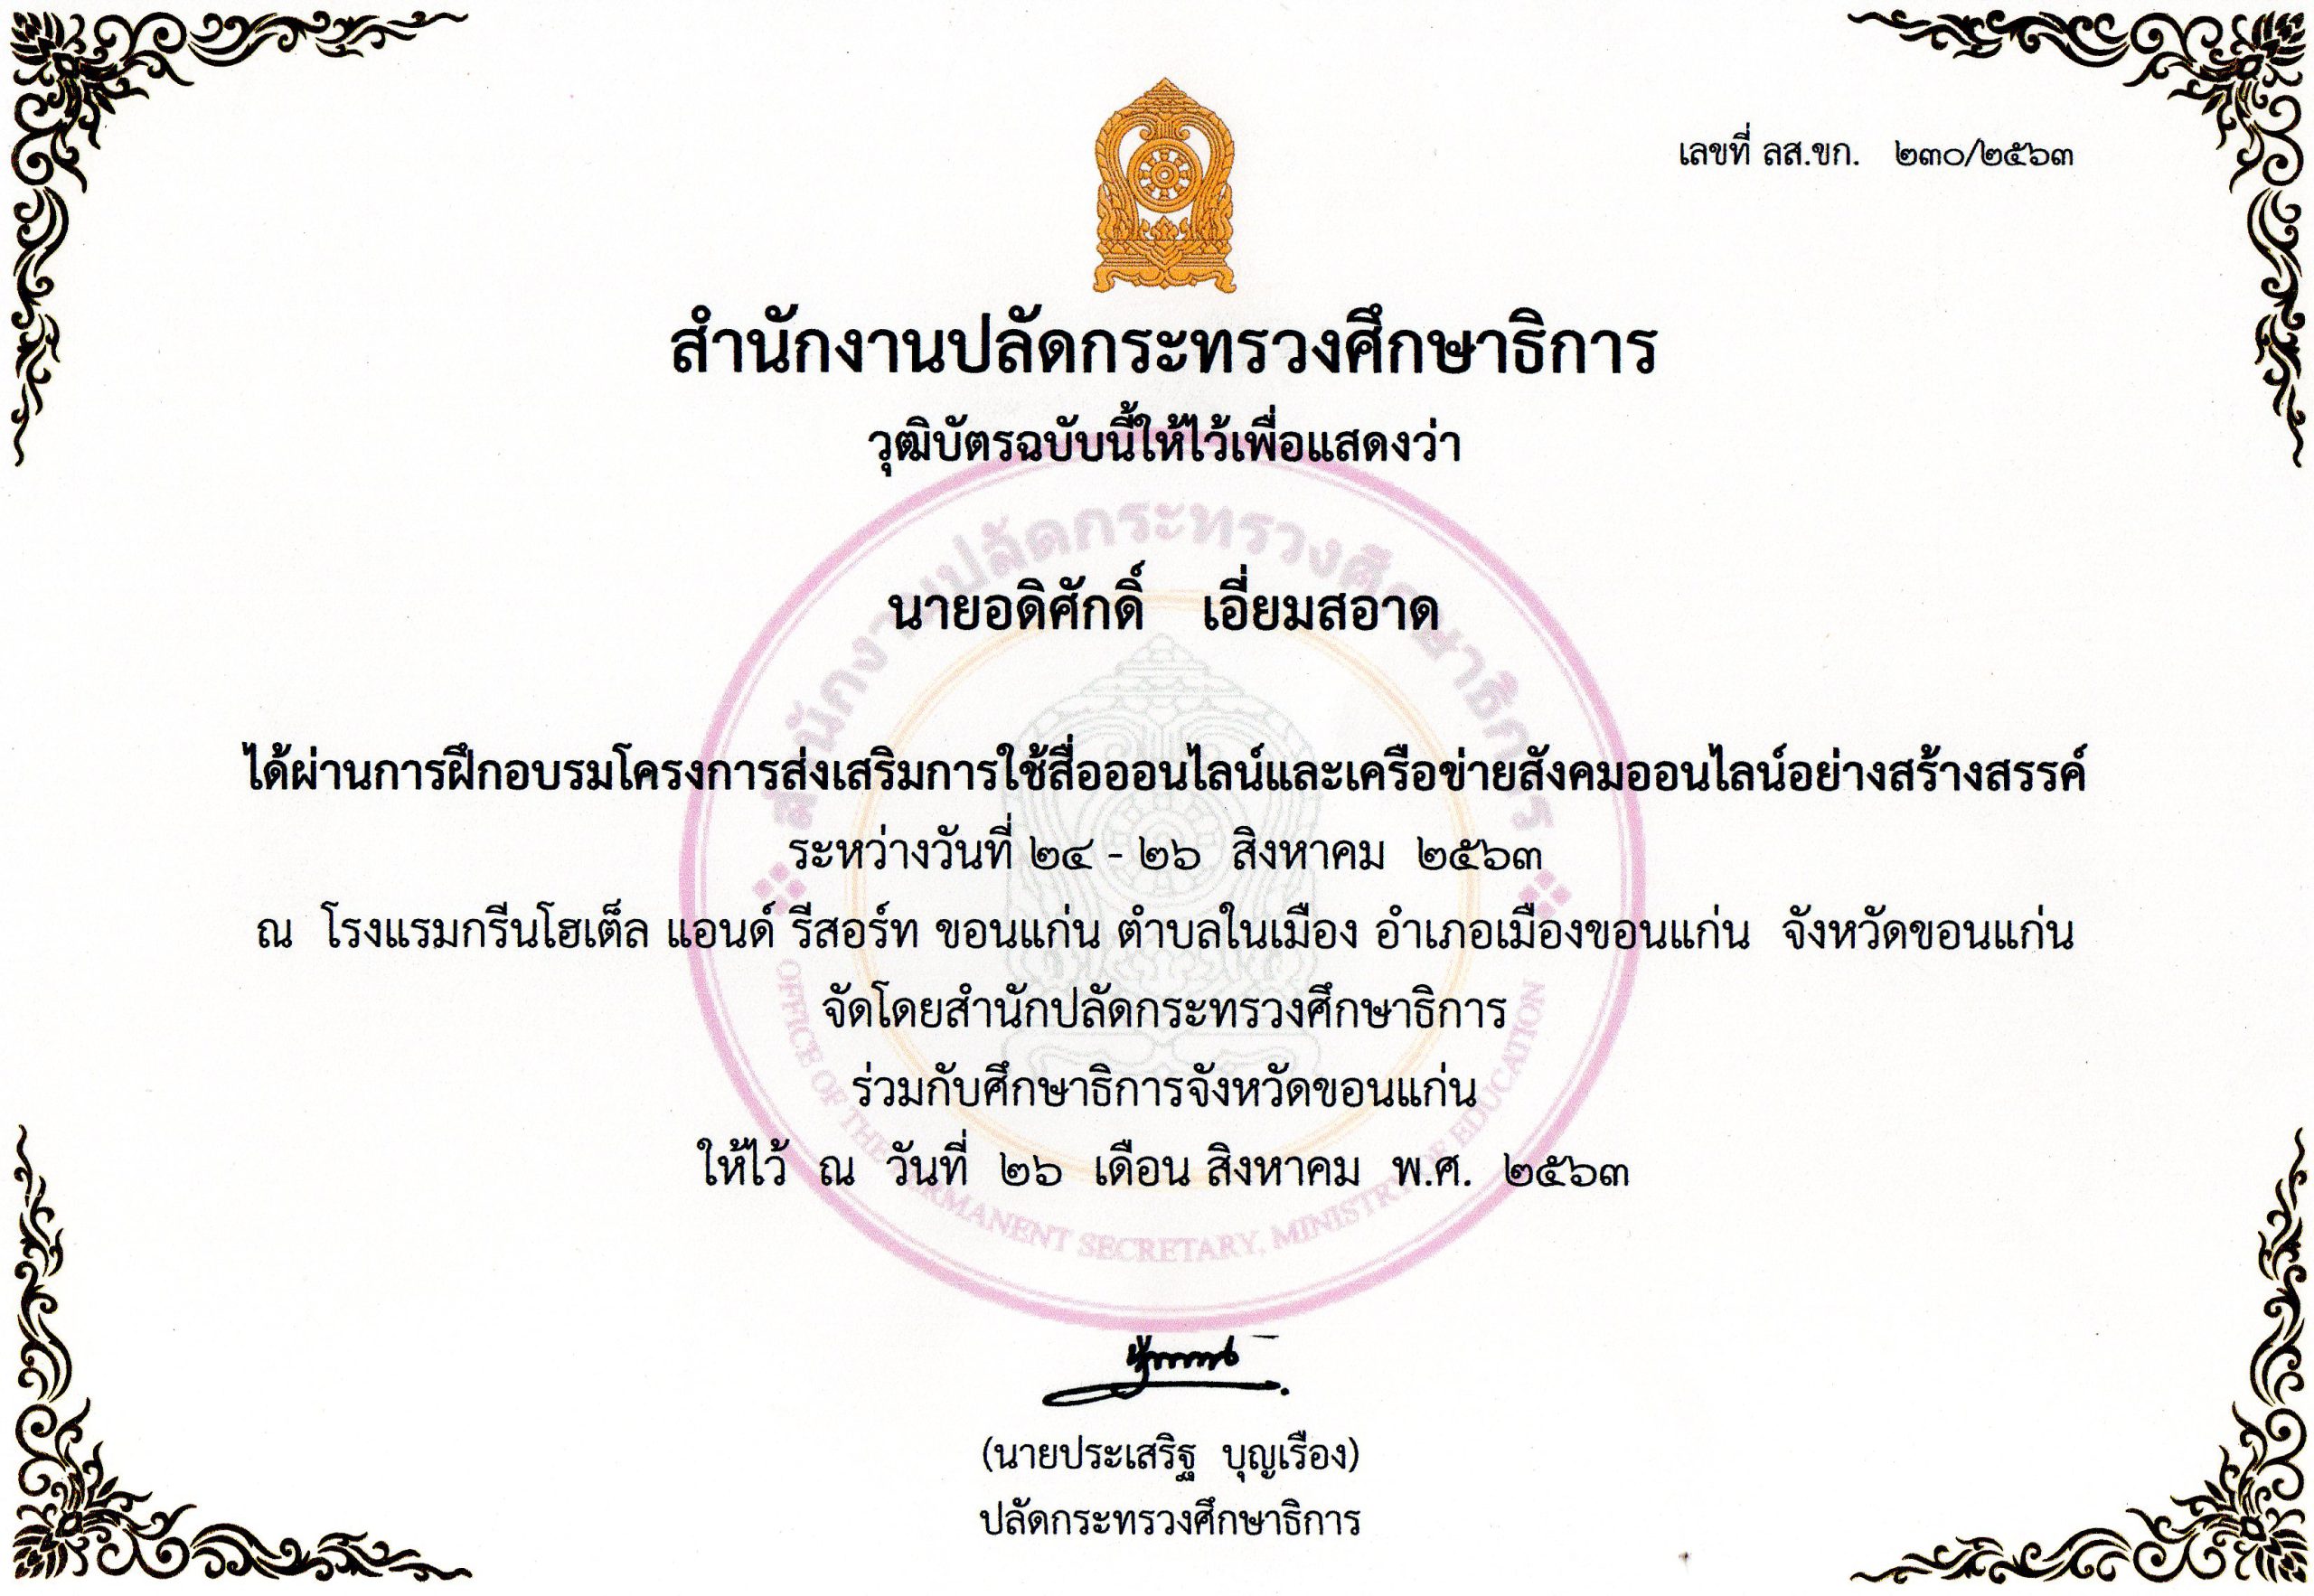 เลขที่ ลส.ขก. ๒๓๐/๒๕๖๓
สำนักงานปลัดกระทรวงศึกษาธิการ
วุฒิบัตรฉบับนี้ให้ไว้เพื่อแสดงว่า
สำนักงานปลัดกระทรวงศึกษาธิการ
นายอดิศักดิ์ เอี่ยมสอาด
ได้ผ่านการฝึกอบรมโครงการส่งเสริมการใช้สื่อออนไลน์และเครือข่ายสังคมออนไลน์อย่างสร้างสรรค์
ระหว่างวันที่ ๒๔ - ๒๖ สิงหาคม ๒๕๖๓
ณ โรงแรมกรีนโฮเต็ล แอนด์ รีสอร์ท ขอนแก่น ตำบลในเมือง อำเภอเมืองขอนแก่น จังหวัดขอนแก่น
จัดโดยสำนักปลัดกระทรวงศึกษาธิการ
ร่วมกับศึกษาธิการจังหวัดขอนแก่น
ให้ไว้ ณ วันที่ ๒๖ เดือน สิงหาคม พ.ศ. ๒๕๖๓
OFFICE OF THE PERMANENT SECRETARY, MINISTRY OF EDUCATION
(นายประเสริฐ บุญเรือง)
ปลัดกระทรวงศึกษาธิการ